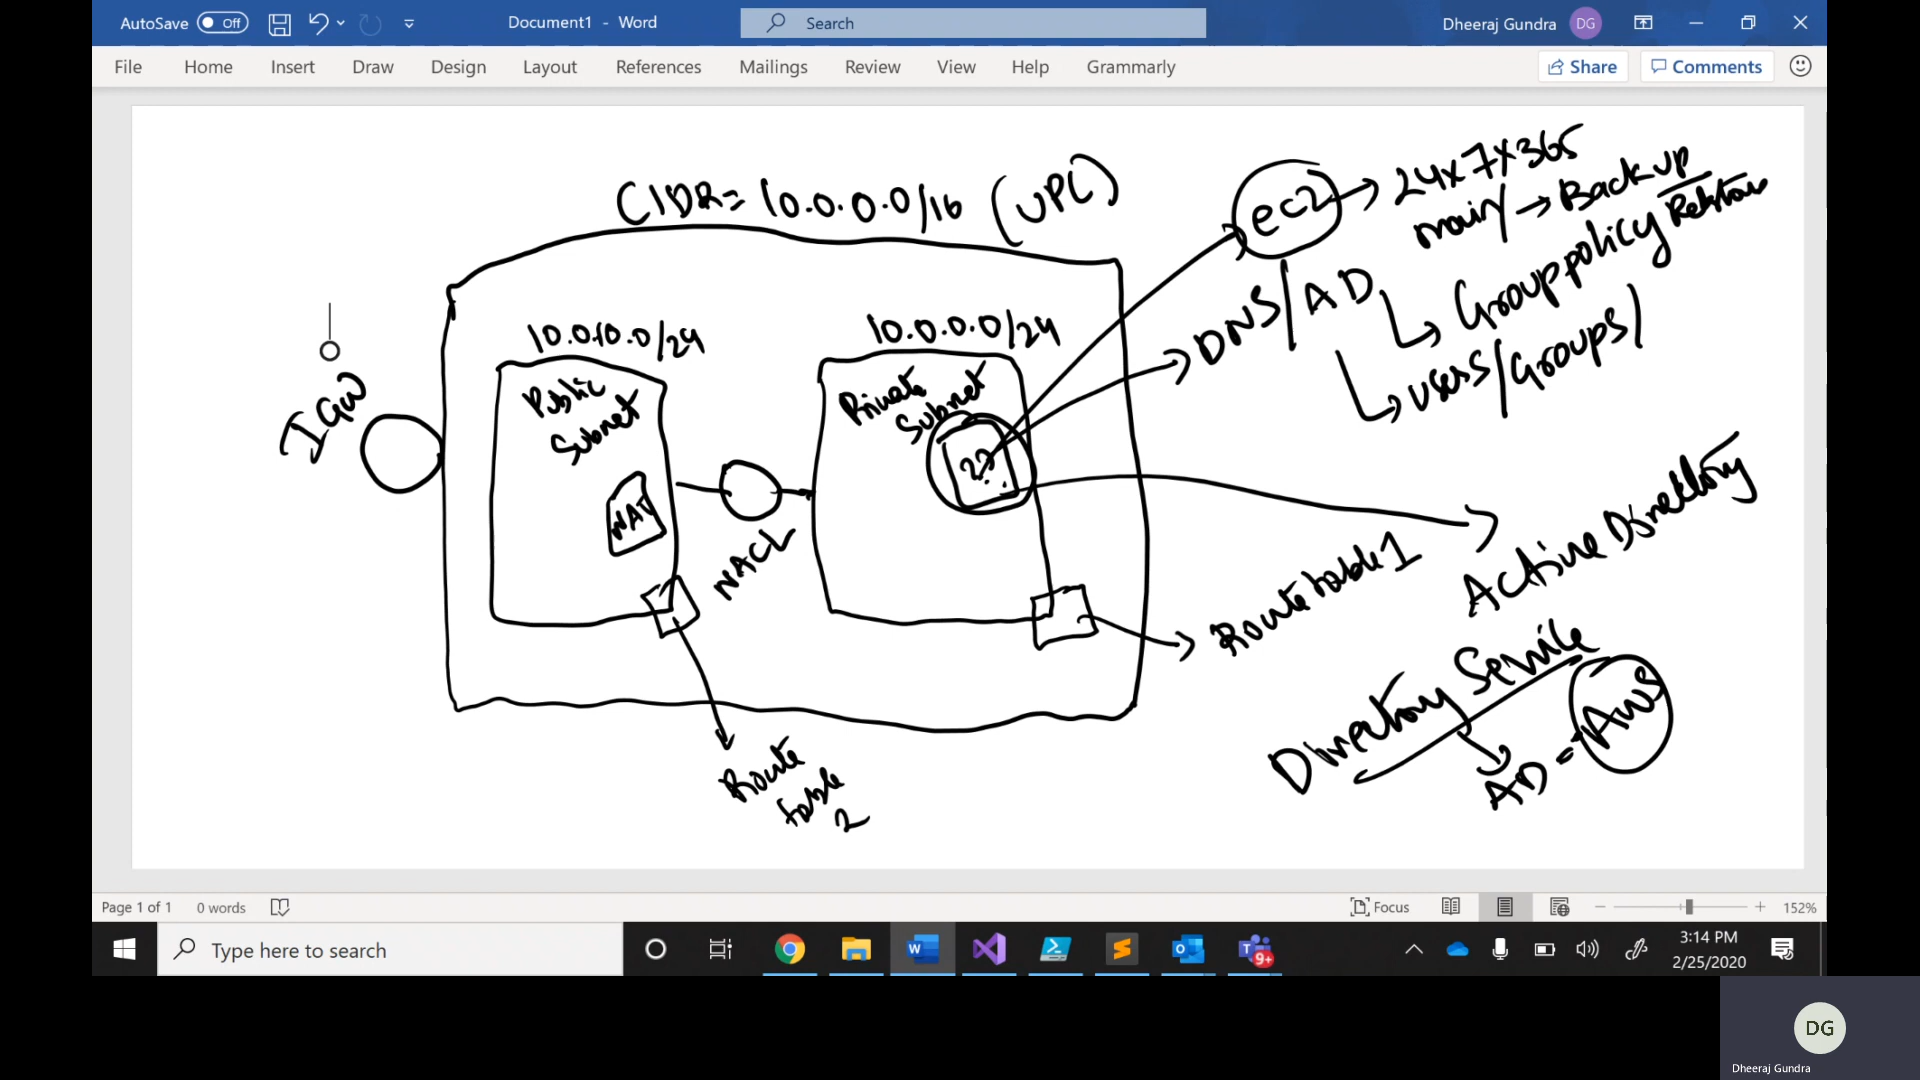 AutoSave Off Document1 - Word Search Dheeraj Gundra DG
File Home Insert Draw Design Layout References Mailings Review View Help Grammarly Share Comments
CIDR= 10.0.0.0/16 (VPC)
ec2
24x7x365
main/ → Backup
Restore
Group policy
DNS/AD
Users/Groups/
IGW
10.0.10.0/24
Public
Subnet
NAT
NACL
10.0.0.0/24
Private
Subnet
??
Active Directory
Route table 1
Directory Service
AD = AWS
Route
table
2
Page 1 of 1 0 words Focus 152%
Type here to search
9+
3:14 PM
2/25/2020
DG
Dheeraj Gundra